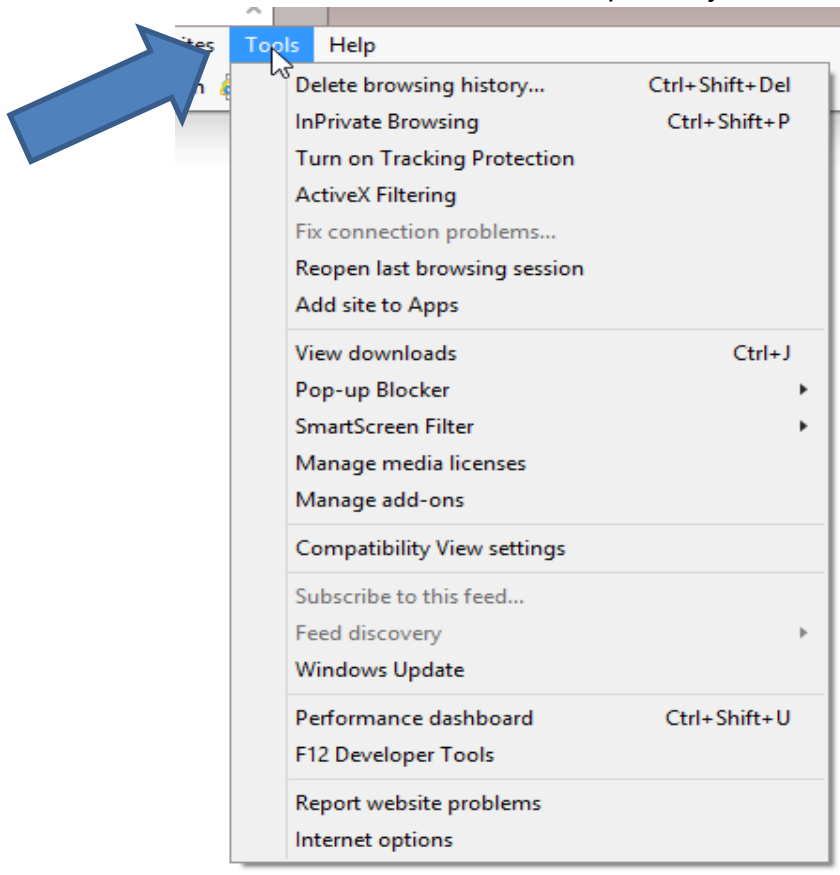 Tools Help
Delete browsing history... Ctrl+Shift+Del
InPrivate Browsing Ctrl+Shift+P
Turn on Tracking Protection
ActiveX Filtering
Fix connection problems...
Reopen last browsing session
Add site to Apps
View downloads Ctrl+J
Pop-up Blocker
SmartScreen Filter
Manage media licenses
Manage add-ons
Compatibility View settings
Subscribe to this feed...
Feed discovery
Windows Update
Performance dashboard Ctrl+Shift+U
F12 Developer Tools
Report website problems
Internet options